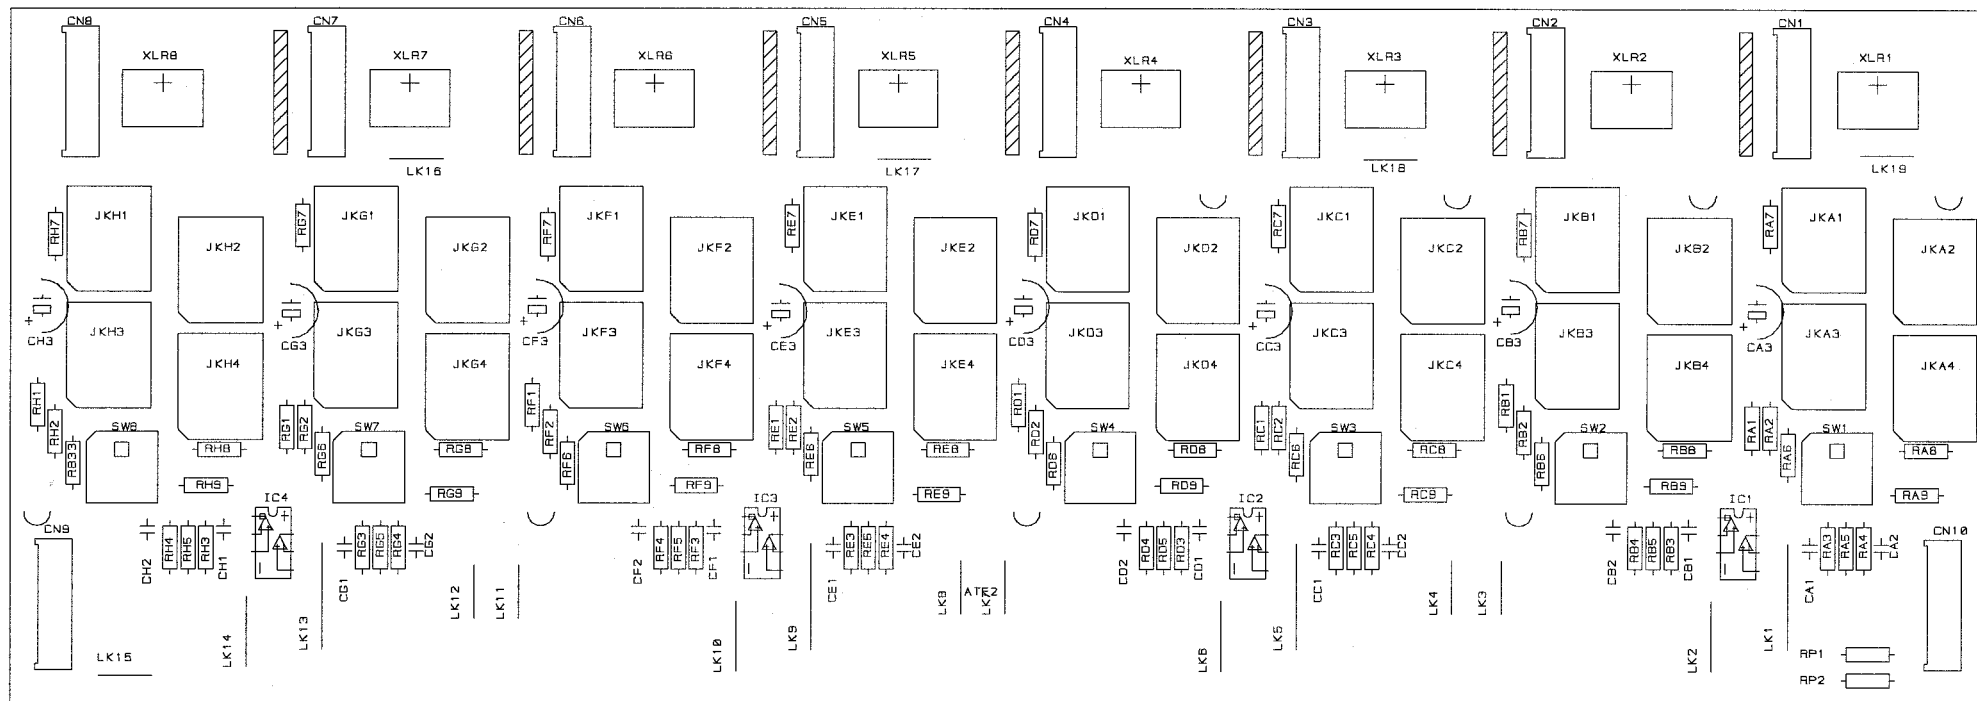 CN8 CN7 CN6 CN5 CN4 CN3 CN2 CN1
XLR8 XLR7 XLR6 XLR5 XLR4 XLR3 XLR2 XLR1
LK16 LK17 LK18 LK19
RH7 JKH1 RG7 JKG1 RF7 JKF1 RE7 JKE1 RD7 JKD1 RC7 JKC1 RB7 JKB1 RA7 JKA1
JKH2 JKG2 JKF2 JKE2 JKD2 JKC2 JKB2 JKA2
+ + + + + + + +
CH3 JKH3 CG3 JKG3 CF3 JKF3 CE3 JKE3 CD3 JKD3 CC3 JKC3 CB3 JKB3 CA3 JKA3
JKH4 JKG4 JKF4 JKE4 JKD4 JKC4 JKB4 JKA4
RH1 RH2 RG1 RG2 RF1 RF2 RE1 RE2 RD1 RD2 RC1 RC2 RB1 RB2 RA1 RA2
SW8 SW7 SW6 SW5 SW4 SW3 SW2 SW1
RB33 RH8 RG6 RG8 RF6 RF8 RE6 RE8 RD6 RD8 RC6 RC8 RB6 RB8 RA6 RA8
RH9 RG9 RF9 RE9 RD9 RC9 RB9 RA9
IC4 IC3 IC2 IC1
CN9 CN10
CH2 RH4 RH5 RH3 CH1 CG1 RG3 RG5 RG4 CG2 CF2 RF4 RF5 RF3 CF1 CE1 RE3 RE5 RE4 CE2 CD2 RD4 RD5 RD3 CD1 CC1 RC3 RC5 RC4 CC2 CB2 RB4 RB5 RB3 CB1 CA1 RA3 RA5 RA4 CA2
LK12 LK11 LK8 ATE2 LK4 LK3
LK15 LK14 LK13 LK10 LK9 LK6 LK5 LK2 LK1
RP1
RP2